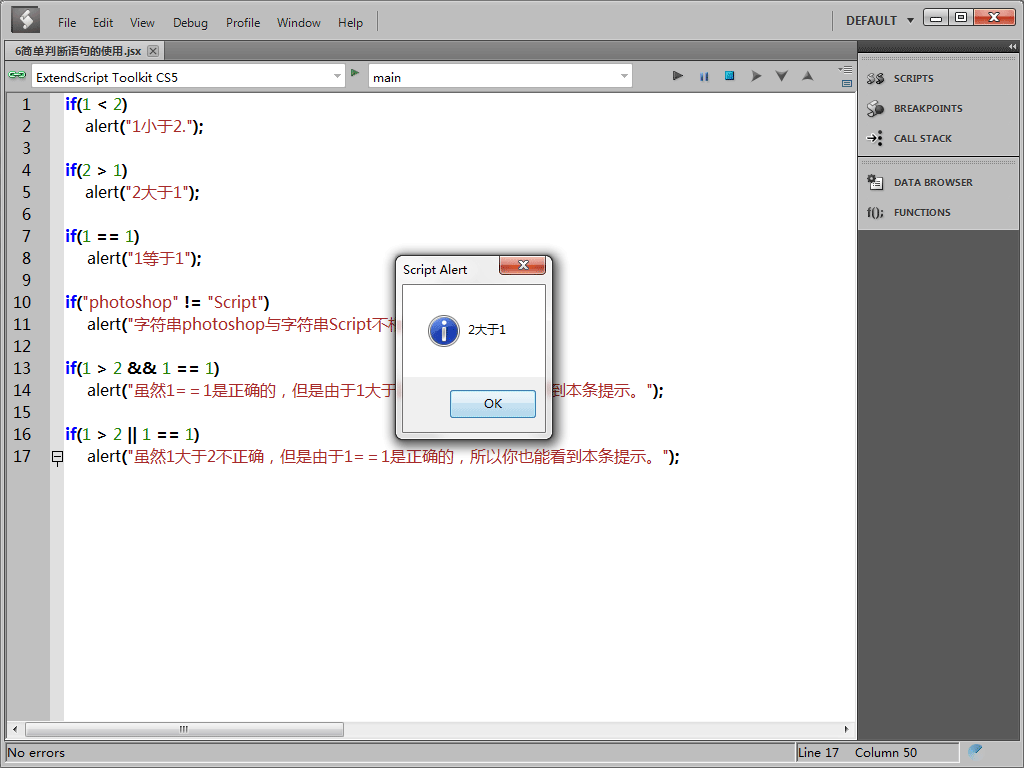 File Edit View Debug Profile Window Help DEFAULT
6简单判断语句的使用.jsx
ExtendScript Toolkit CS5 main
SCRIPTS
BREAKPOINTS
CALL STACK
DATA BROWSER
f(); FUNCTIONS
1 if(1 < 2)
2 alert("1小于2.");
3
4 if(2 > 1)
5 alert("2大于1");
6
7 if(1 == 1)
8 alert("1等于1");
9
10 if("photoshop" != "Script")
11 alert("字符串photoshop与字符串Script不
12
13 if(1 > 2 && 1 == 1)
14 alert("虽然1==1是正确的，但是由于1大于 到本条提示。");
15
16 if(1 > 2 || 1 == 1)
17 alert("虽然1大于2不正确，但是由于1==1是正确的，所以你也能看到本条提示。");
Script Alert
2大于1
OK
No errors Line 17 Column 50